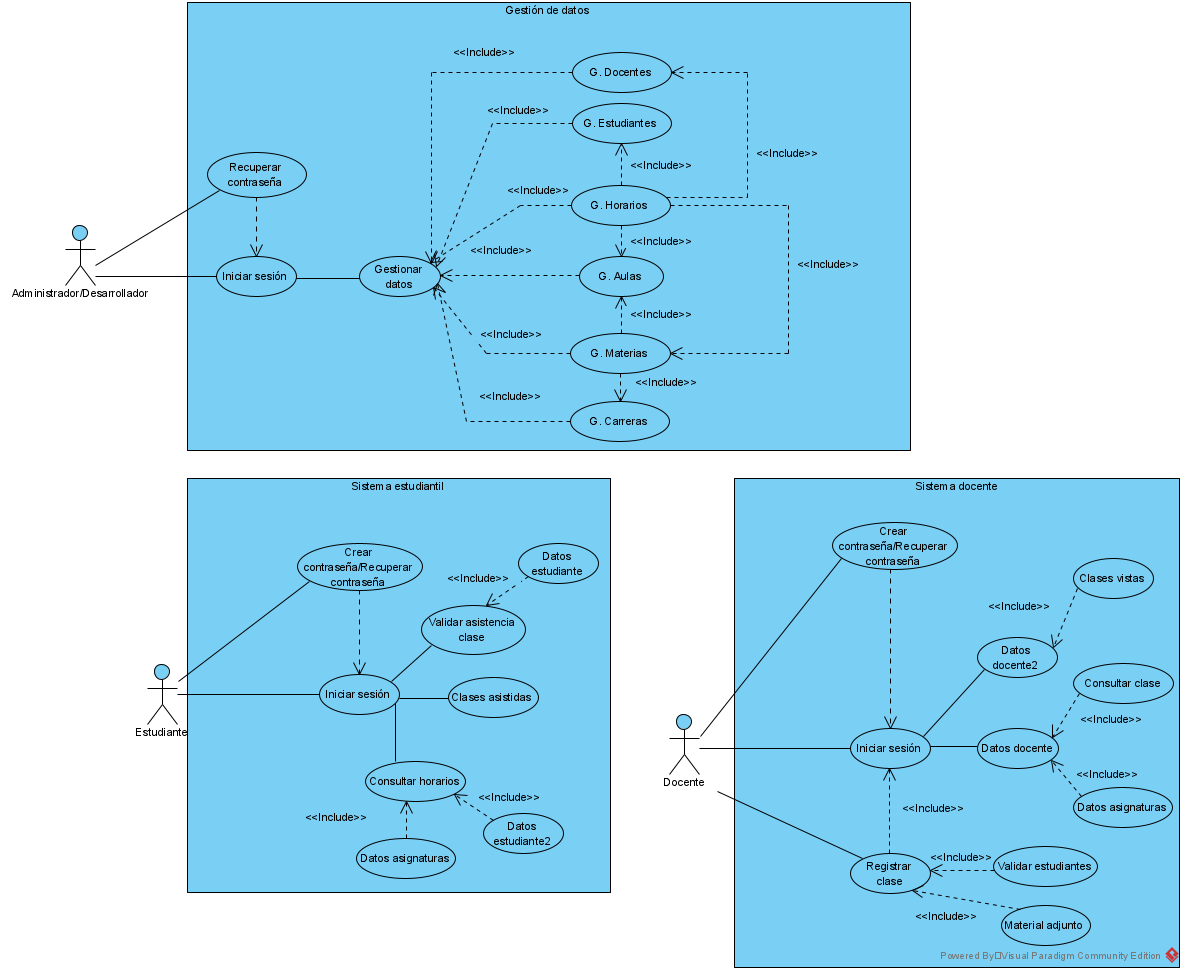 Gestión de datos
<<Include>>
G. Docentes
<<Include>>
G. Estudiantes
<<Include>>
<<Include>>
Recuperar
contraseña
<<Include>>
G. Horarios
<<Include>>
<<Include>>
<<Include>>
Iniciar sesión
Gestionar
datos
G. Aulas
Administrador/Desarrollador
<<Include>>
<<Include>>
G. Materias
<<Include>>
<<Include>>
G. Carreras
Sistema estudiantil
Crear
contraseña/Recuperar
contraseña
Datos
estudiante
<<Include>>
Validar asistencia
clase
Iniciar sesión
Clases asistidas
Estudiante
Consultar horarios
<<Include>>
<<Include>>
Datos
estudiante2
Datos asignaturas
Sistema docente
Crear
contraseña/Recuperar
contraseña
Clases vistas
<<Include>>
Datos
docente2
Consultar clase
<<Include>>
Iniciar sesión
Datos docente
Docente
<<Include>>
Datos asignaturas
<<Include>>
Registrar
clase
<<Include>>
Validar estudiantes
<<Include>>
Material adjunto
Powered By Visual Paradigm Community Edition